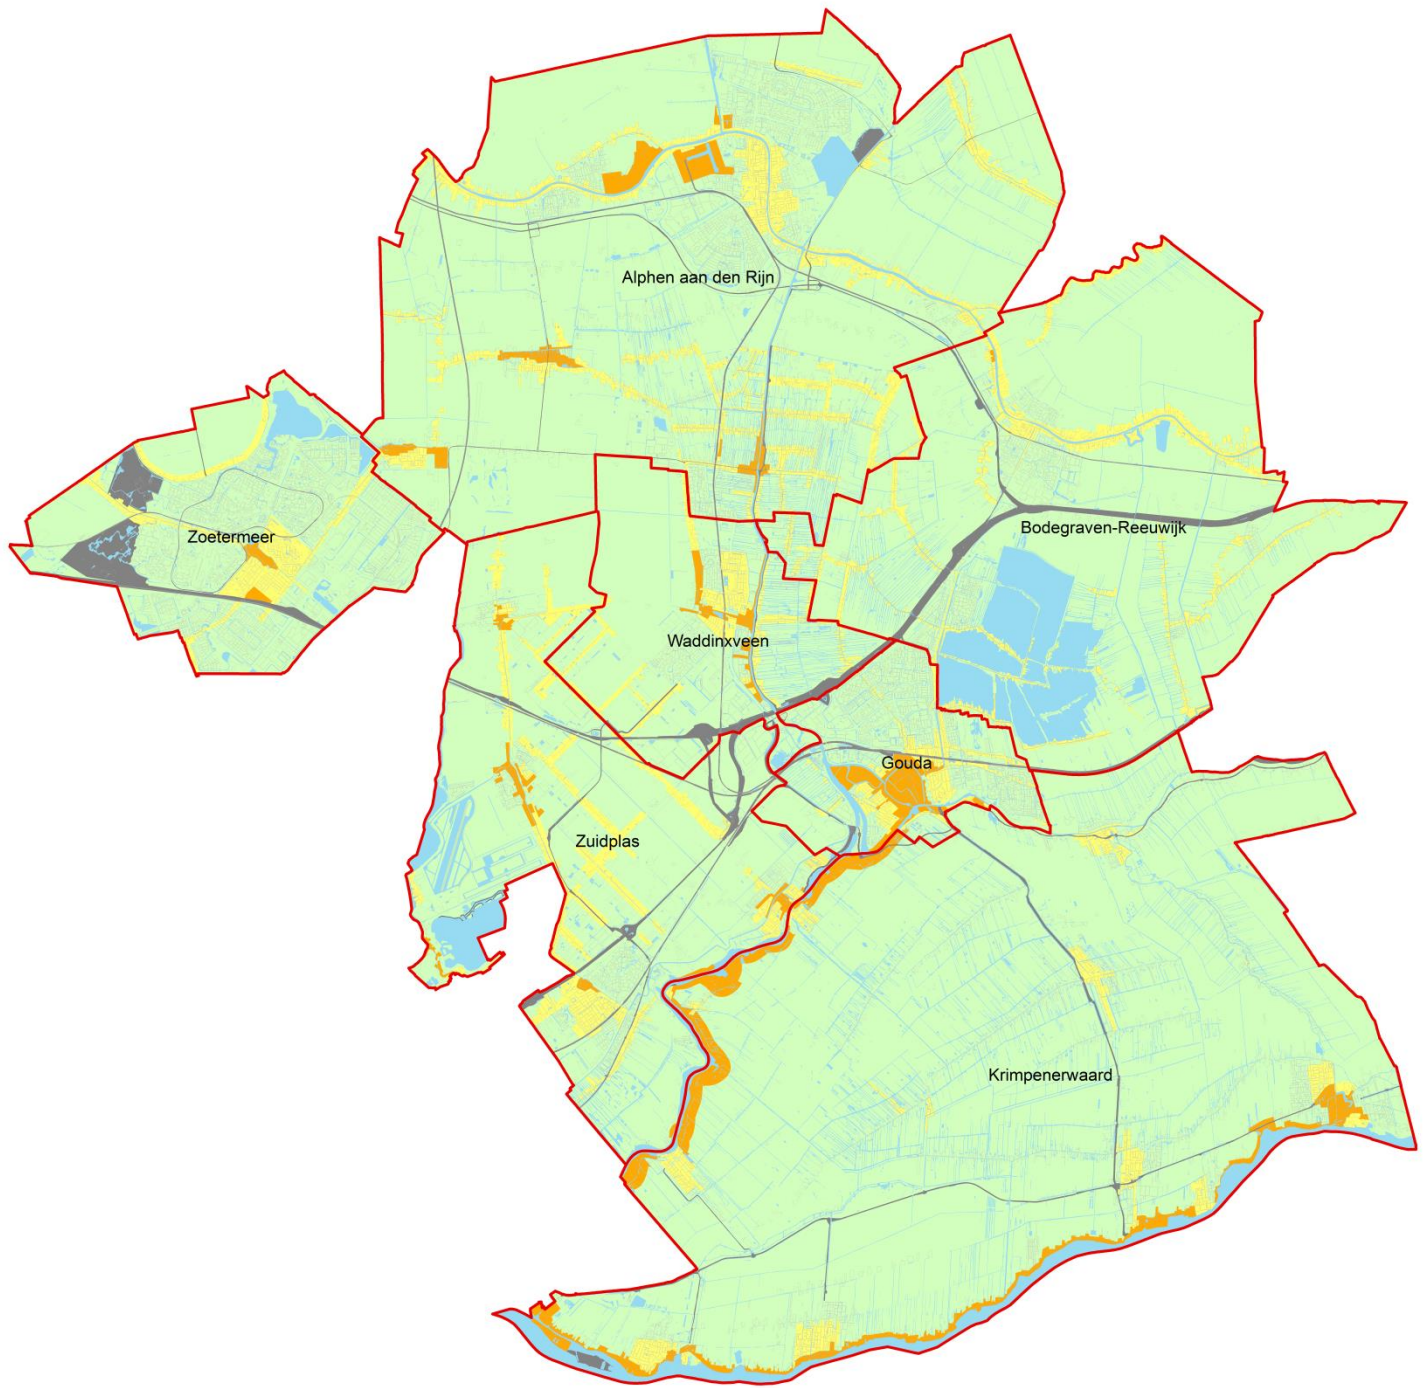 Alphen aan den Rijn
Bodegraven-Reeuwijk
Zoetermeer
Waddinxveen
Gouda
Zuidplas
Krimpenerwaard